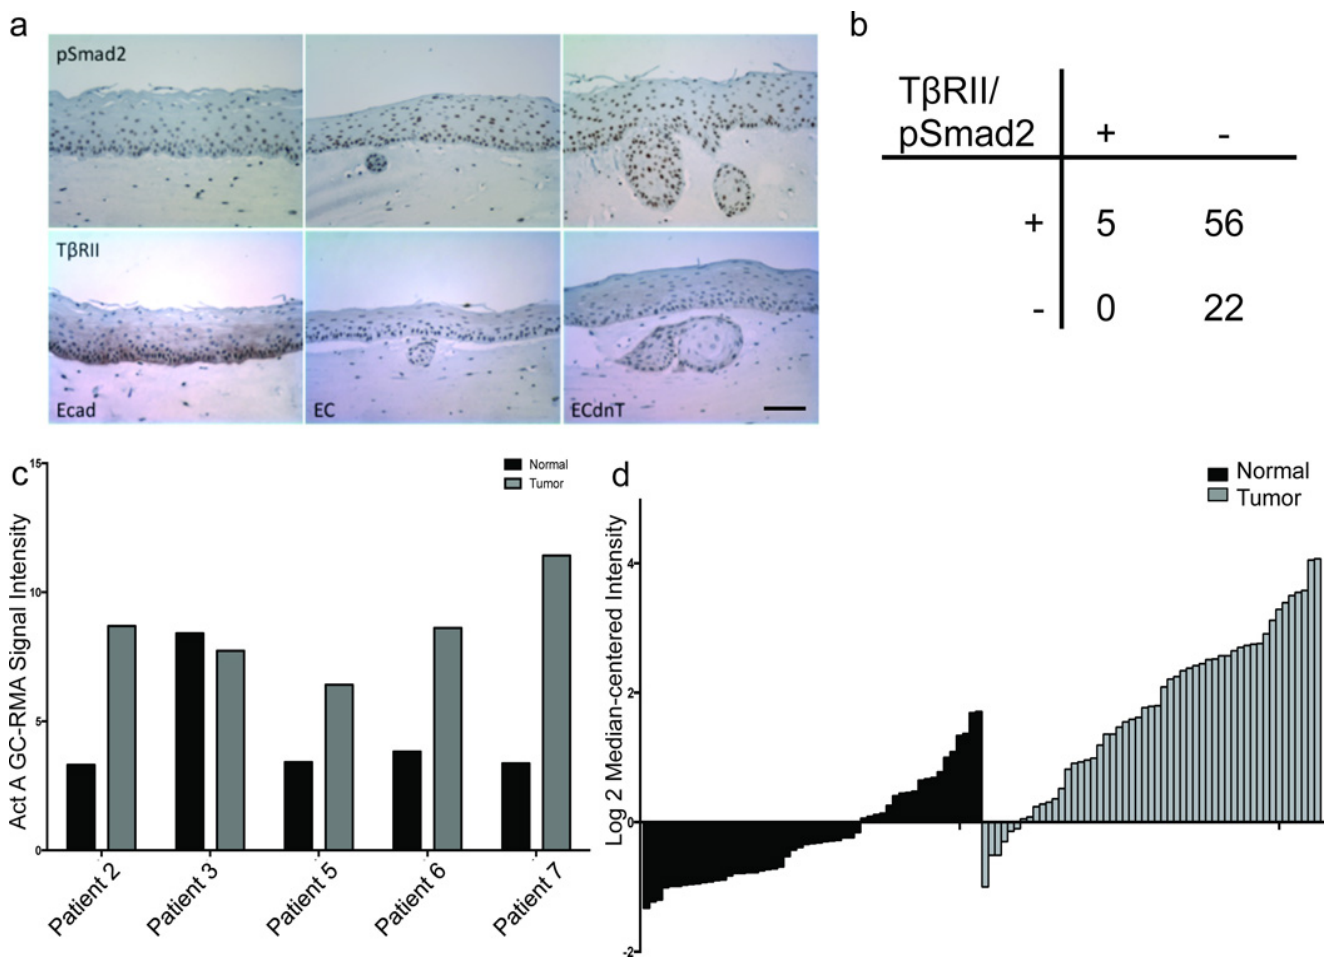 a
pSmad2
TβRII
Ecad
EC
ECdnT
b
TβRII/
pSmad2
+ -
+ 5 56
- 0 22
c
Act A GC-RMA Signal Intensity
15
10
5
0
Normal
Tumor
Patient 2
Patient 3
Patient 5
Patient 6
Patient 7
d
Log 2 Median-centered Intensity
4
2
0
-2
Normal
Tumor